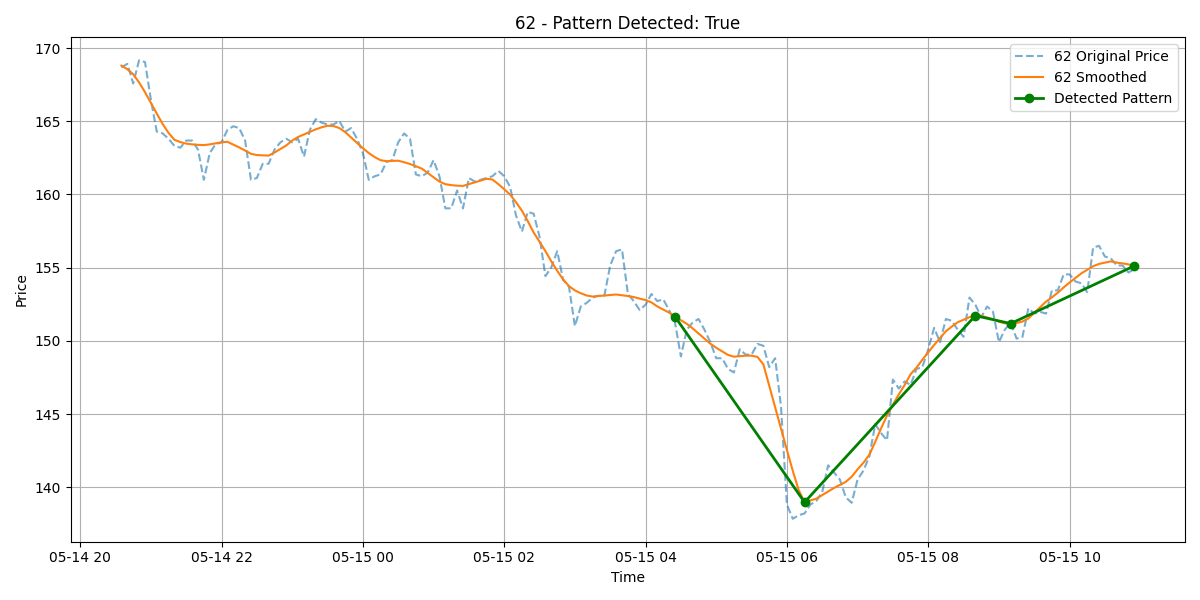 62 - Pattern Detected: True
62 Original Price
62 Smoothed
Detected Pattern
Price
170
165
160
155
150
145
140
05-14 20
05-14 22
05-15 00
05-15 02
05-15 04
05-15 06
05-15 08
05-15 10
Time